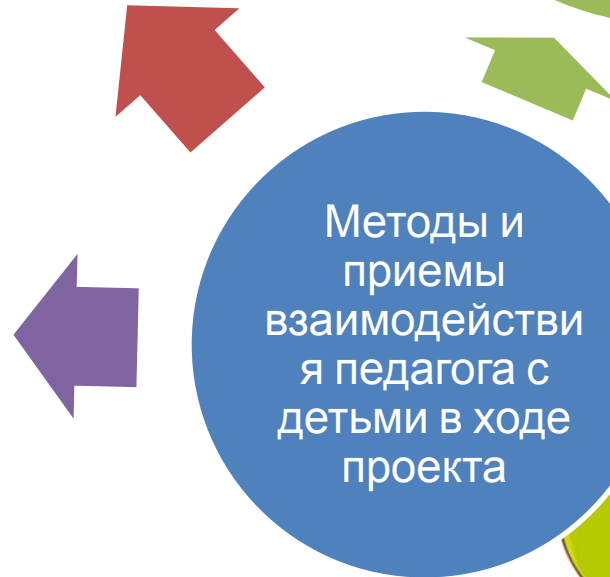 Методы и
приемы
взаимодействи
я педагога с
детьми в ходе
проекта